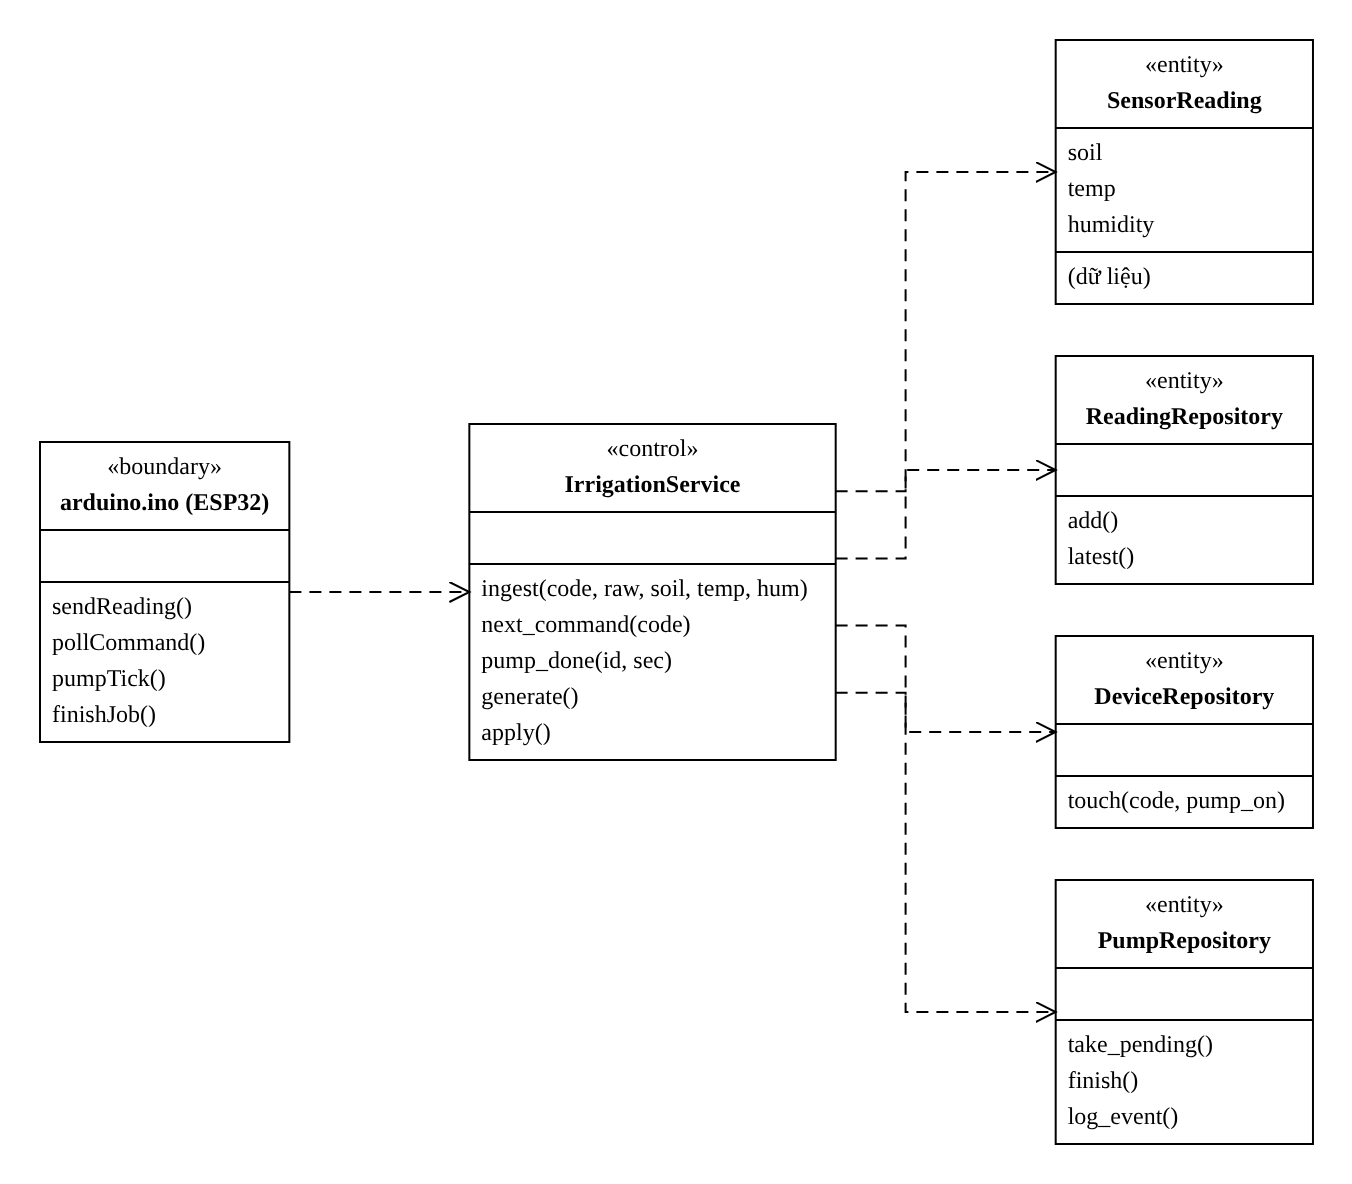 «boundary»
arduino.ino (ESP32)
sendReading()
pollCommand()
pumpTick()
finishJob()
«control»
IrrigationService
ingest(code, raw, soil, temp, hum)
next_command(code)
pump_done(id, sec)
generate()
apply()
«entity»
SensorReading
soil
temp
humidity
(dữ liệu)
«entity»
ReadingRepository
add()
latest()
«entity»
DeviceRepository
touch(code, pump_on)
«entity»
PumpRepository
take_pending()
finish()
log_event()